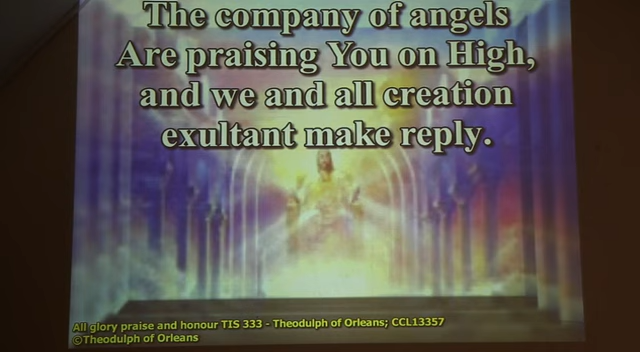 The company of angels
Are praising You on High,
and we and all creation
exultant make reply.
All glory praise and honour TIS 333 - Theodulph of Orleans; CCL13357
©Theodulph of Orleans